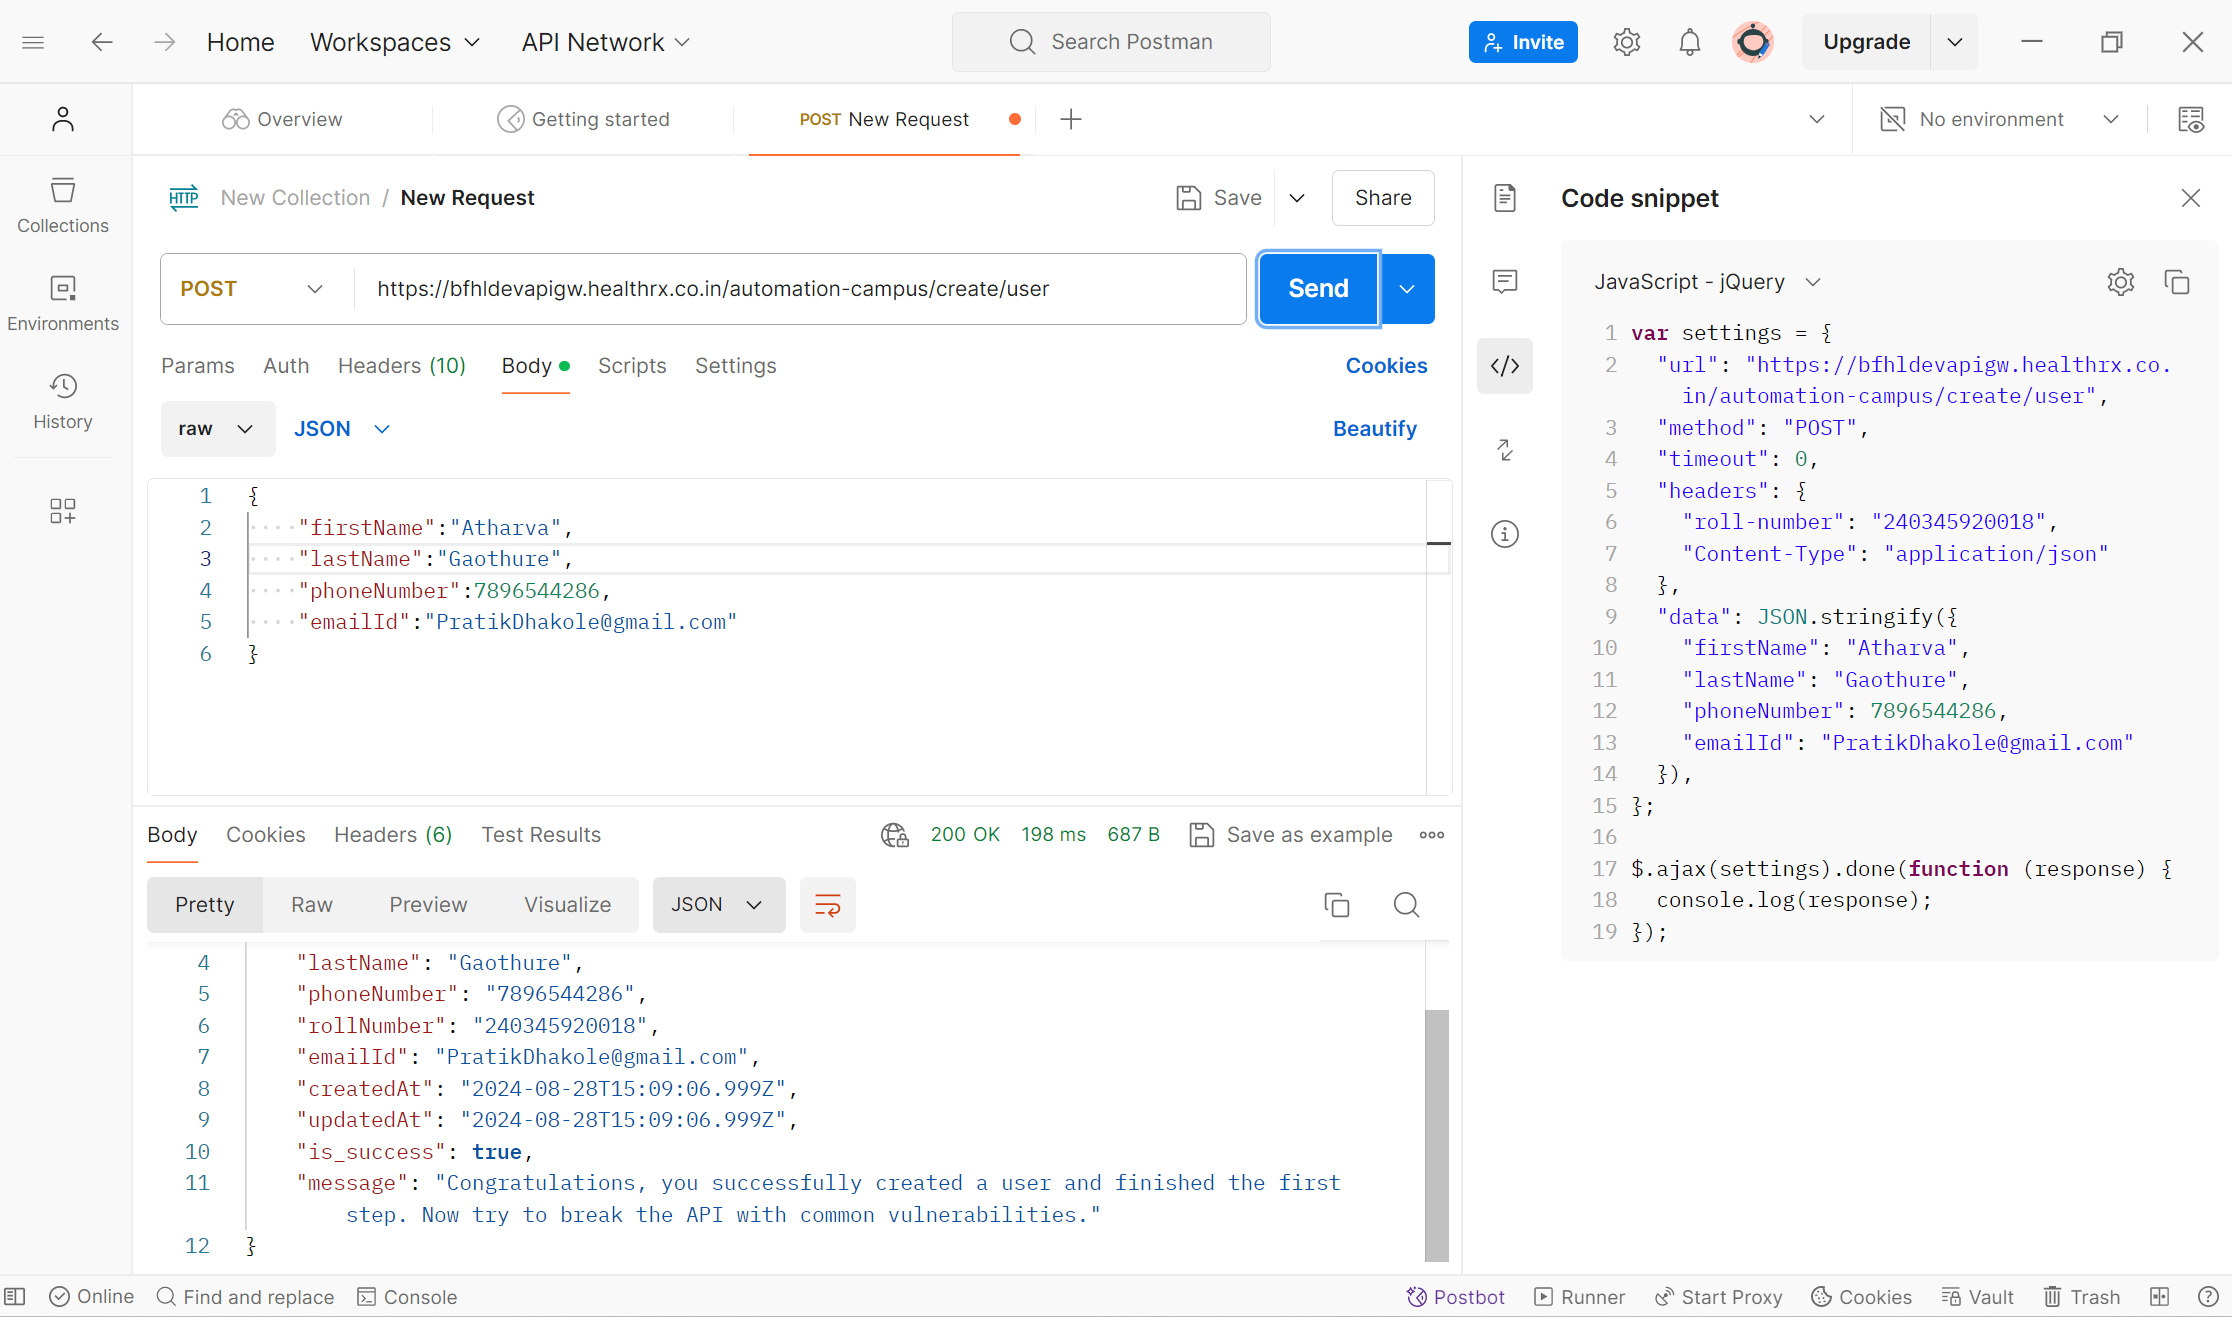 Home Workspaces API Network Search Postman Invite Upgrade
Overview Getting started POST New Request No environment
HTTP New Collection / New Request Save Share
Collections
Environments
History
POST https://bfhldevapigw.healthrx.co.in/automation-campus/create/user Send
Params Auth Headers (10) Body Scripts Settings Cookies
raw JSON Beautify
1 {
2 "firstName":"Atharva",
3 "lastName":"Gaothure",
4 "phoneNumber":7896544286,
5 "emailId":"PratikDhakole@gmail.com"
6 }
Body Cookies Headers (6) Test Results 200 OK 198 ms 687 B Save as example
Pretty Raw Preview Visualize JSON
4 "lastName": "Gaothure",
5 "phoneNumber": "7896544286",
6 "rollNumber": "240345920018",
7 "emailId": "PratikDhakole@gmail.com",
8 "createdAt": "2024-08-28T15:09:06.999Z",
9 "updatedAt": "2024-08-28T15:09:06.999Z",
10 "is_success": true,
11 "message": "Congratulations, you successfully created a user and finished the first
step. Now try to break the API with common vulnerabilities."
12 }
Code snippet
JavaScript - jQuery
1 var settings = {
2 "url": "https://bfhldevapigw.healthrx.co.
in/automation-campus/create/user",
3 "method": "POST",
4 "timeout": 0,
5 "headers": {
6 "roll-number": "240345920018",
7 "Content-Type": "application/json"
8 },
9 "data": JSON.stringify({
10 "firstName": "Atharva",
11 "lastName": "Gaothure",
12 "phoneNumber": 7896544286,
13 "emailId": "PratikDhakole@gmail.com"
14 }),
15 };
16
17 $.ajax(settings).done(function (response) {
18 console.log(response);
19 });
Online Find and replace Console Postbot Runner Start Proxy Cookies Vault Trash